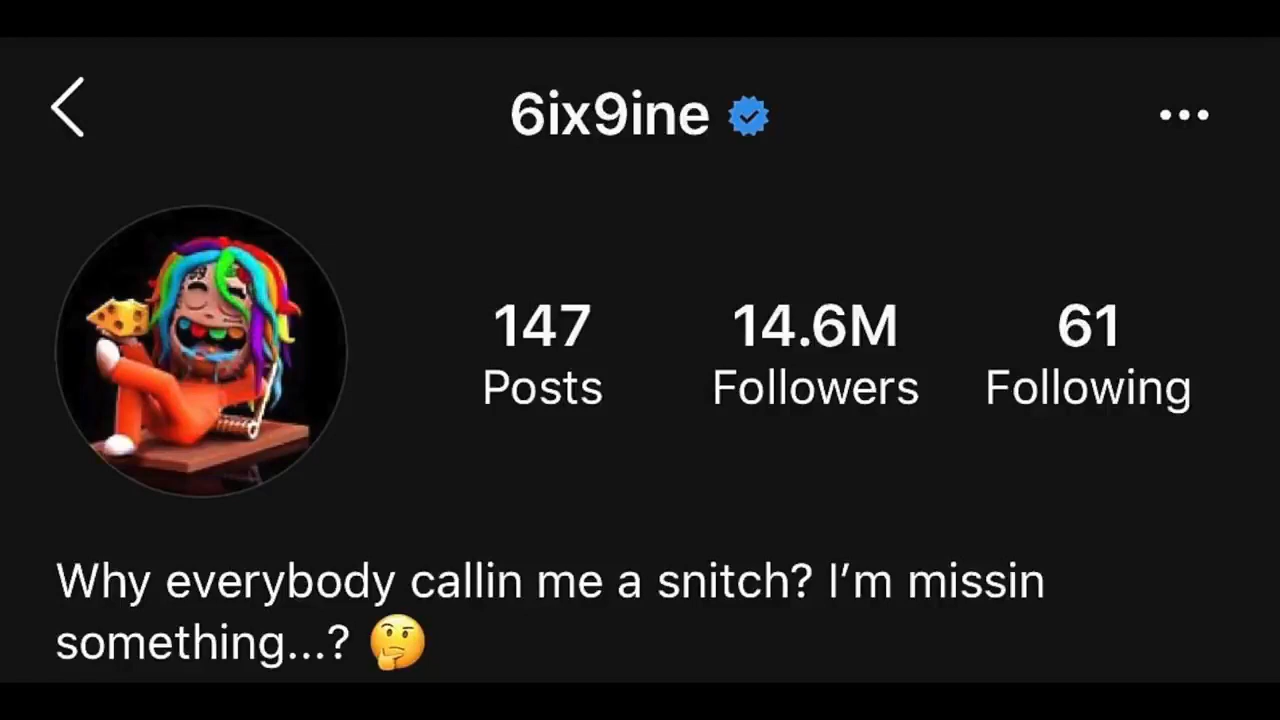 6ix9ine
147 14.6M 61
Posts Followers Following
Why everybody callin me a snitch? I’m missin
something...? 🤔